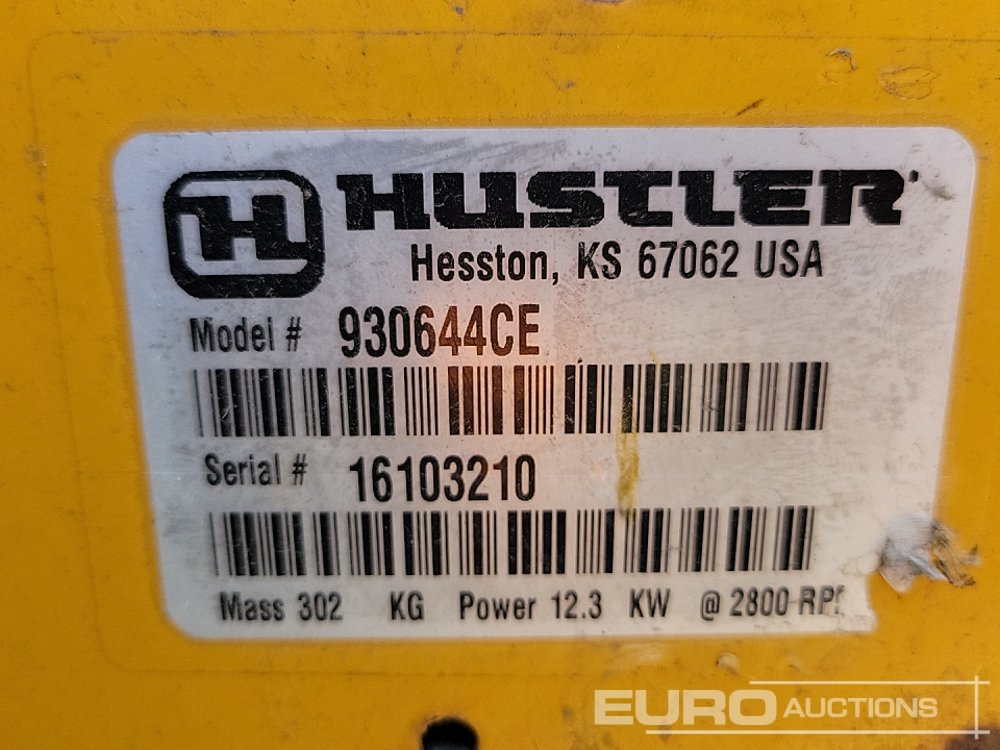 H HUSTLER
Hesston, KS 67062 USA
Model # 930644CE
Serial # 16103210
Mass 302 KG Power 12.3 KW @ 2800 RP
EURO AUCTIONS